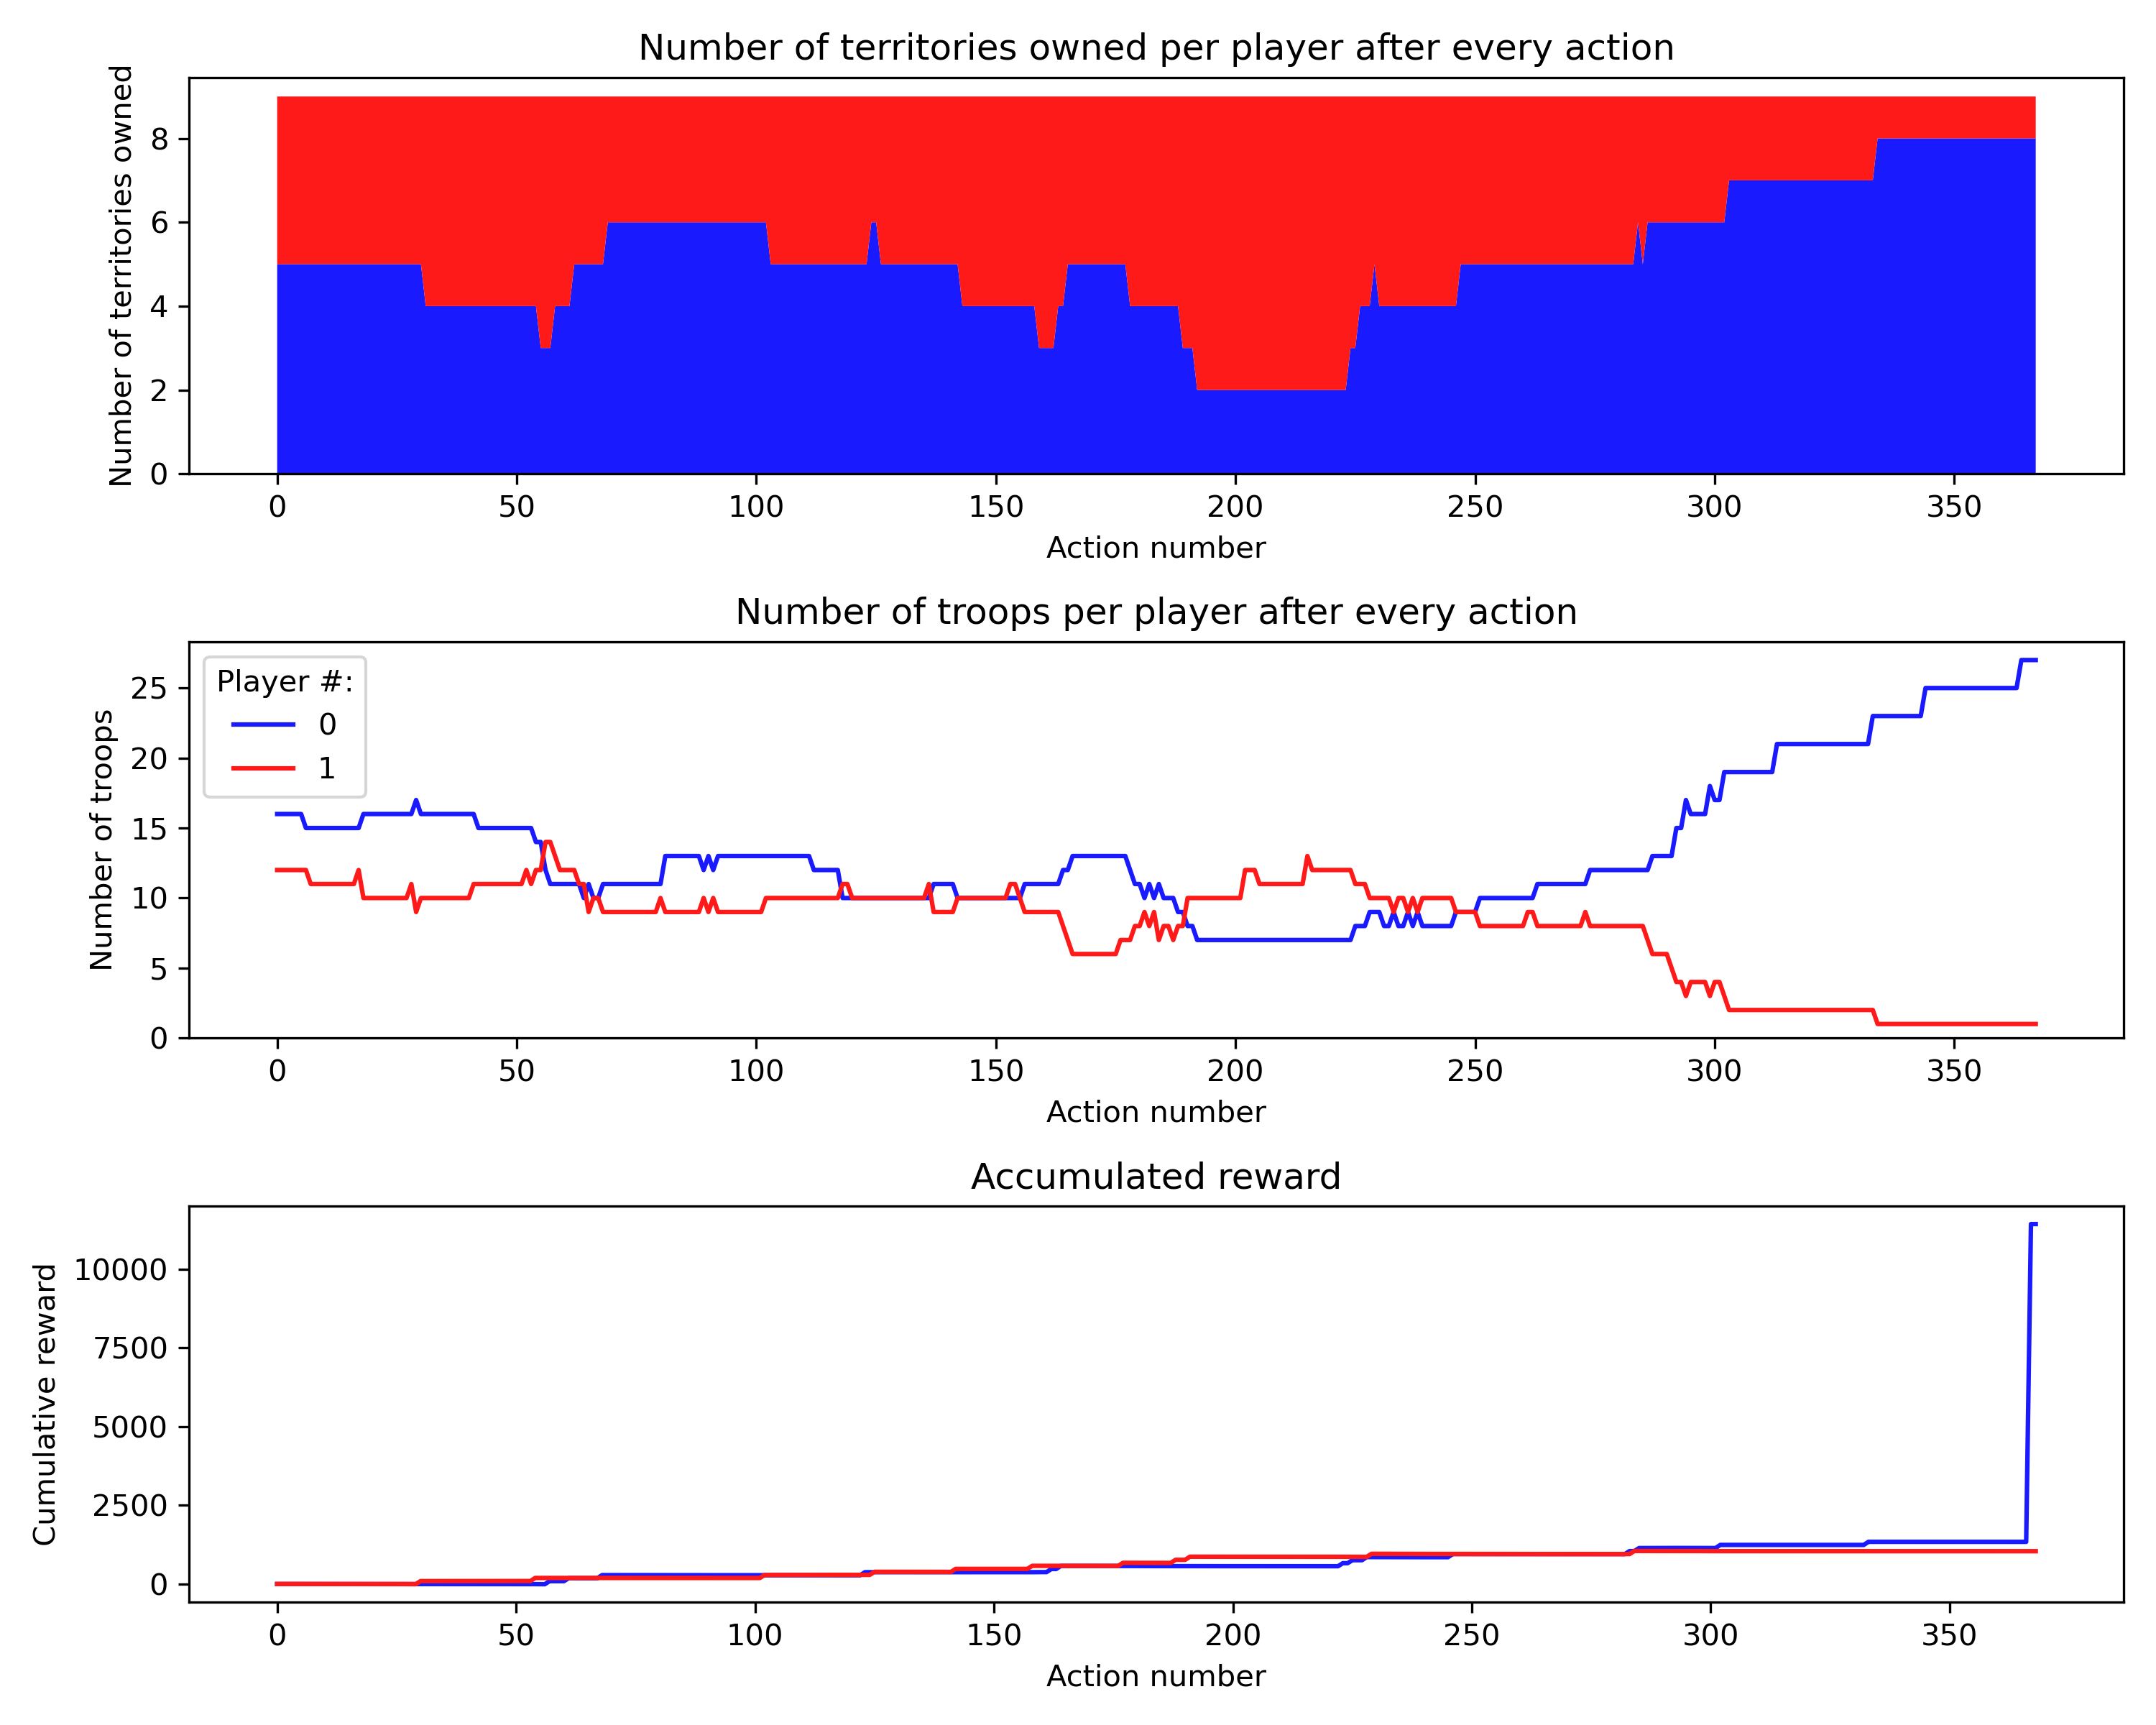 Number of territories owned per player after every action
Number of territories owned
8
6
4
2
0
0 50 100 150 200 250 300 350
Action number
Number of troops per player after every action
Number of troops
Player #:
0
1
25
20
15
10
5
0
0 50 100 150 200 250 300 350
Action number
Accumulated reward
Cumulative reward
10000
7500
5000
2500
0
0 50 100 150 200 250 300 350
Action number